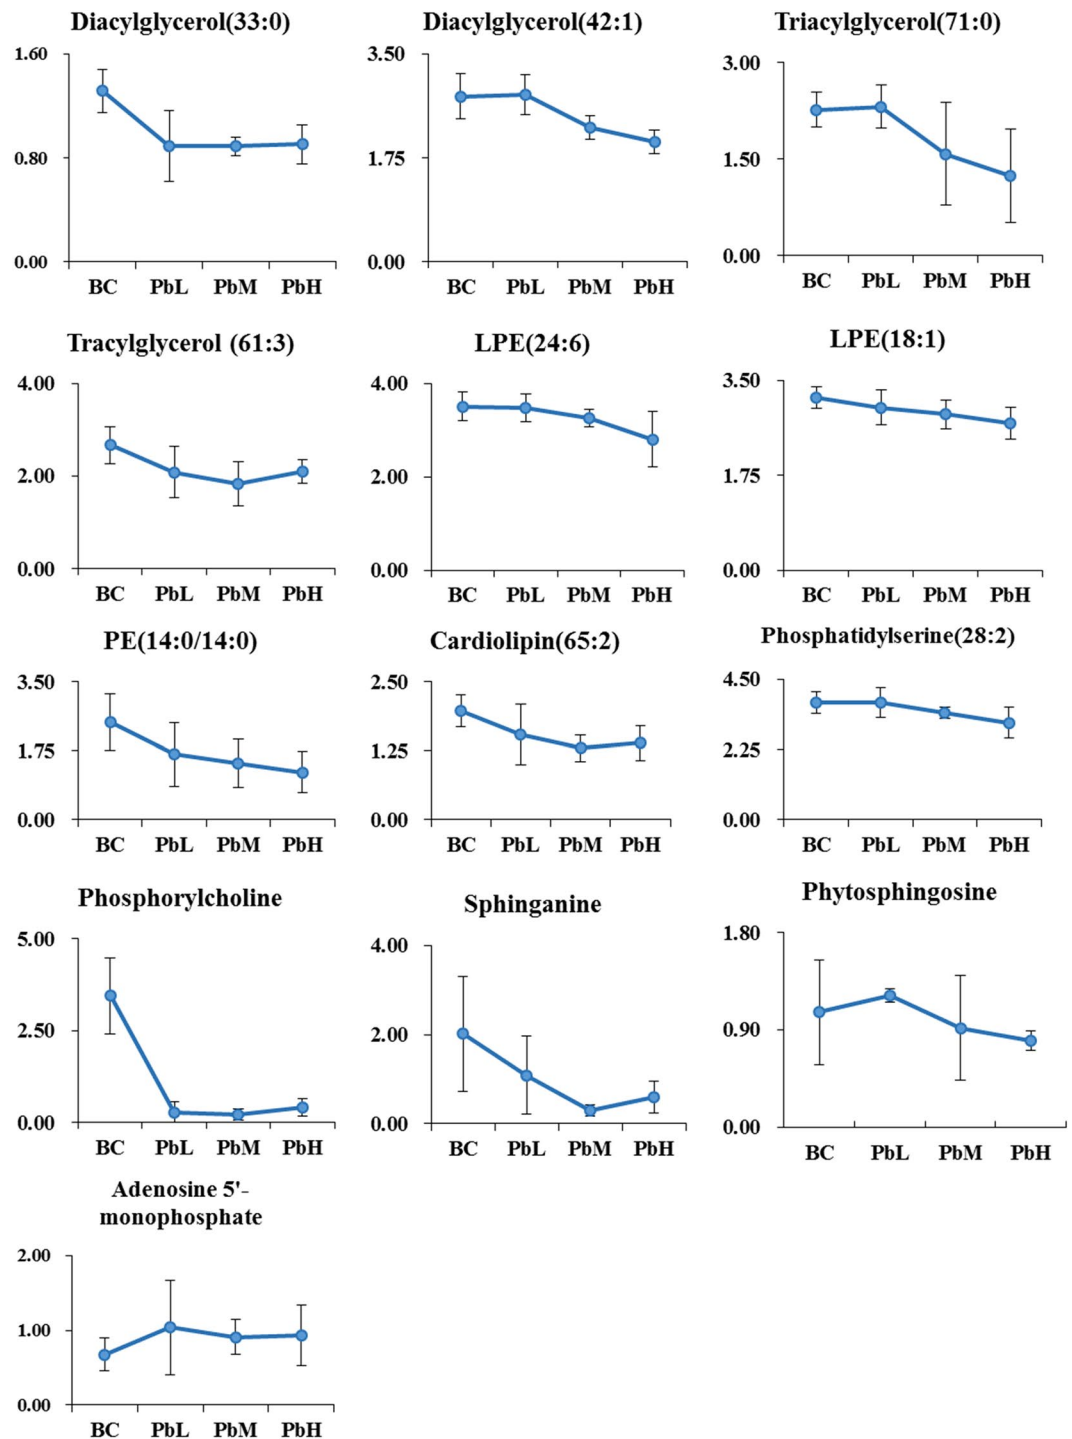 Diacylglycerol(33:0)
1.60
0.80
0.00
BC PbL PbM PbH
Diacylglycerol(42:1)
3.50
1.75
0.00
BC PbL PbM PbH
Triacylglycerol(71:0)
3.00
1.50
0.00
BC PbL PbM PbH
Tracylglycerol (61:3)
4.00
2.00
0.00
BC PbL PbM PbH
LPE(24:6)
4.00
2.00
0.00
BC PbL PbM PbH
LPE(18:1)
3.50
1.75
0.00
BC PbL PbM PbH
PE(14:0/14:0)
3.50
1.75
0.00
BC PbL PbM PbH
Cardiolipin(65:2)
2.50
1.25
0.00
BC PbL PbM PbH
Phosphatidylserine(28:2)
4.50
2.25
0.00
BC PbL PbM PbH
Phosphorylcholine
5.00
2.50
0.00
BC PbL PbM PbH
Sphinganine
4.00
2.00
0.00
BC PbL PbM PbH
Phytosphingosine
1.80
0.90
0.00
BC PbL PbM PbH
Adenosine 5'-
monophosphate
2.00
1.00
0.00
BC PbL PbM PbH